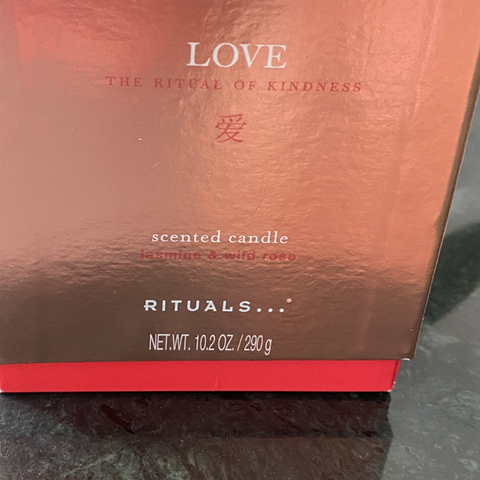 LOVE
THE RITUAL OF KINDNESS
爱
scented candle
jasmine & wild rose
RITUALS...®
NET.WT. 10.2 OZ. / 290 g